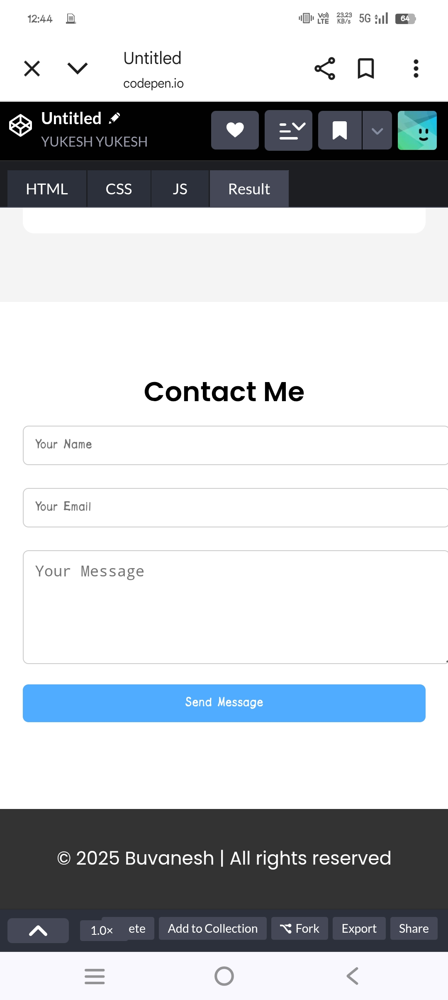 12:44
Vo)) LTE
23.23 KB/s
5G
64
Untitled
codepen.io
Untitled
YUKESH YUKESH
HTML CSS JS Result
Contact Me
Your Name
Your Email
Your Message
Send Message
© 2025 Buvanesh | All rights reserved
1.0× ete Add to Collection Fork Export Share